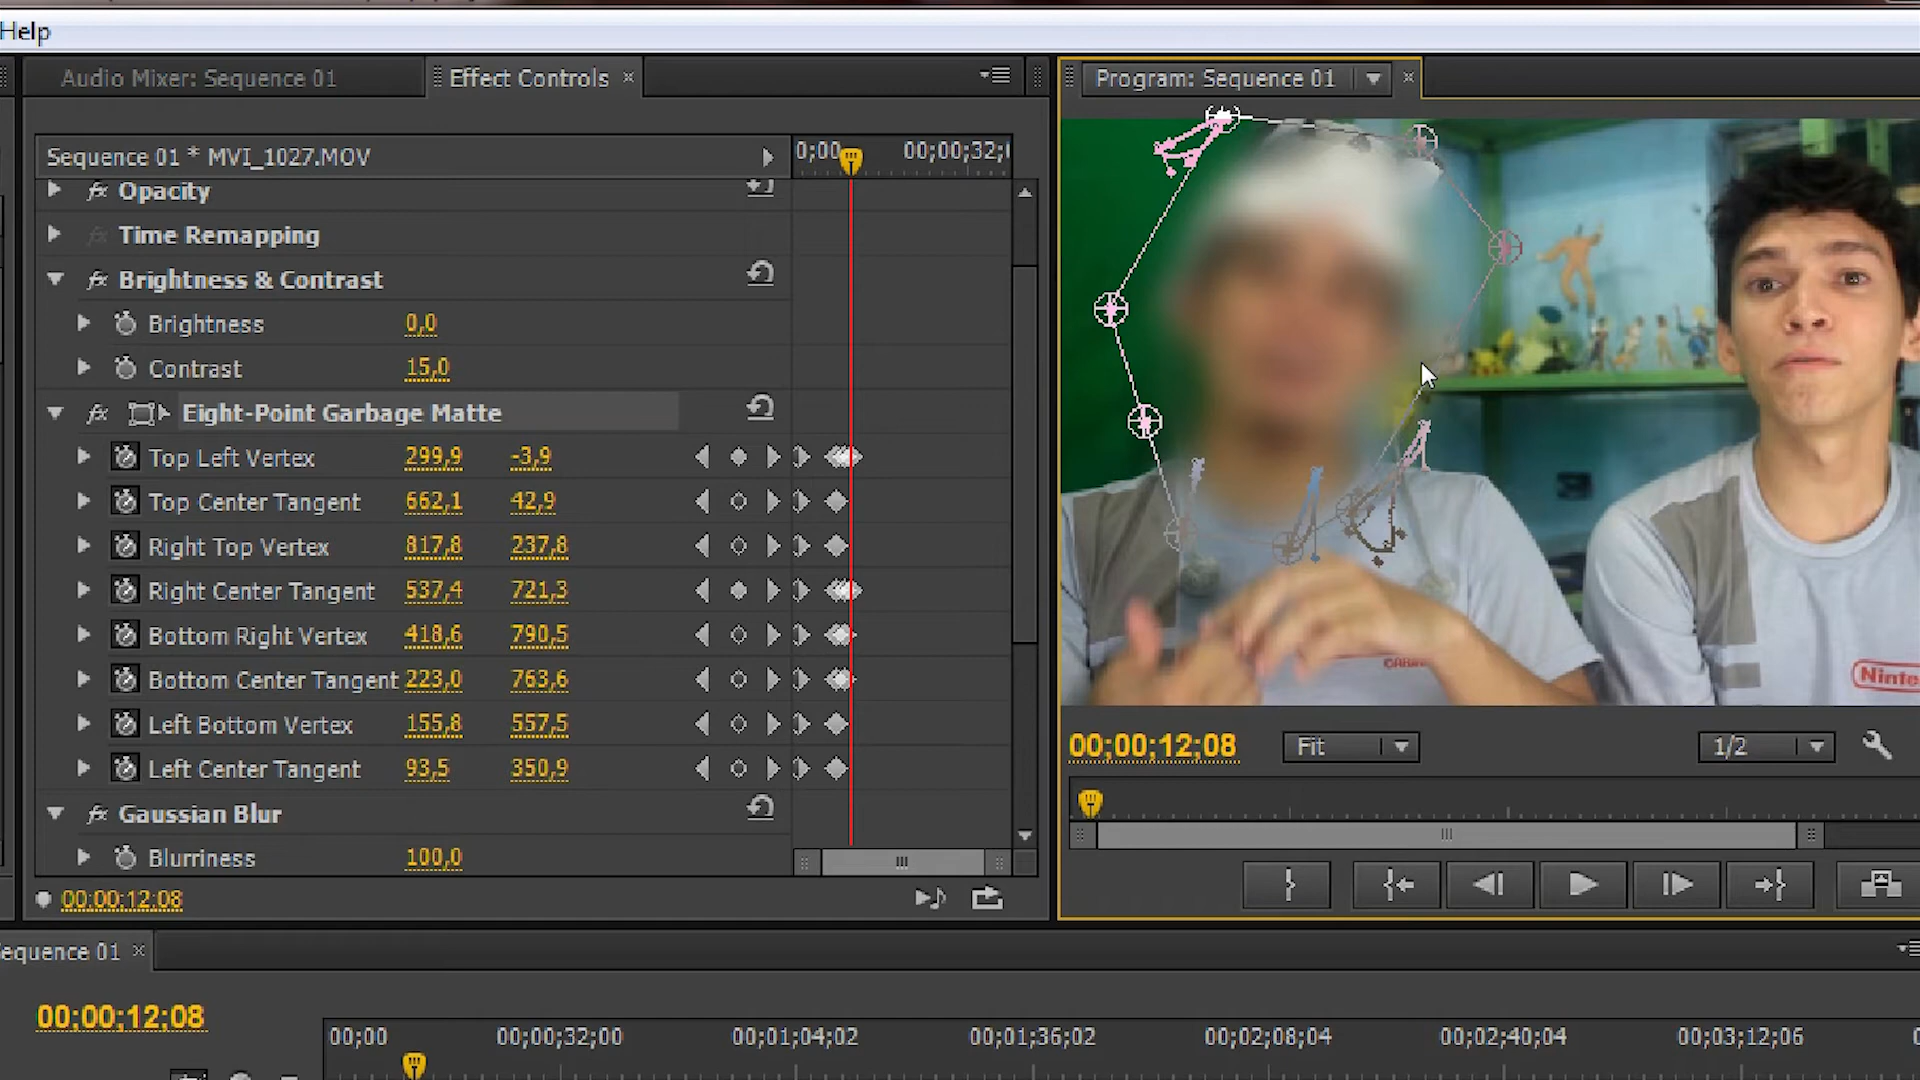 Help
Audio Mixer: Sequence 01
Effect Controls
Program: Sequence 01
Sequence 01 * MVI_1027.MOV
0;00
00;00;32;
Opacity
Time Remapping
Brightness & Contrast
Brightness 0,0
Contrast 15,0
Eight-Point Garbage Matte
Top Left Vertex 299,9 -3,9
Top Center Tangent 662,1 42,9
Right Top Vertex 817,8 237,8
Right Center Tangent 537,4 721,3
Bottom Right Vertex 418,6 790,5
Bottom Center Tangent 223,0 763,6
Left Bottom Vertex 155,8 557,5
Left Center Tangent 93,5 350,9
Gaussian Blur
Blurriness 100,0
00;00;12;08
Ninte
00;00;12;08
Fit
1/2
equence 01
00;00;12;08
00;00 00;00;32;00 00;01;04;02 00;01;36;02 00;02;08;04 00;02;40;04 00;03;12;06